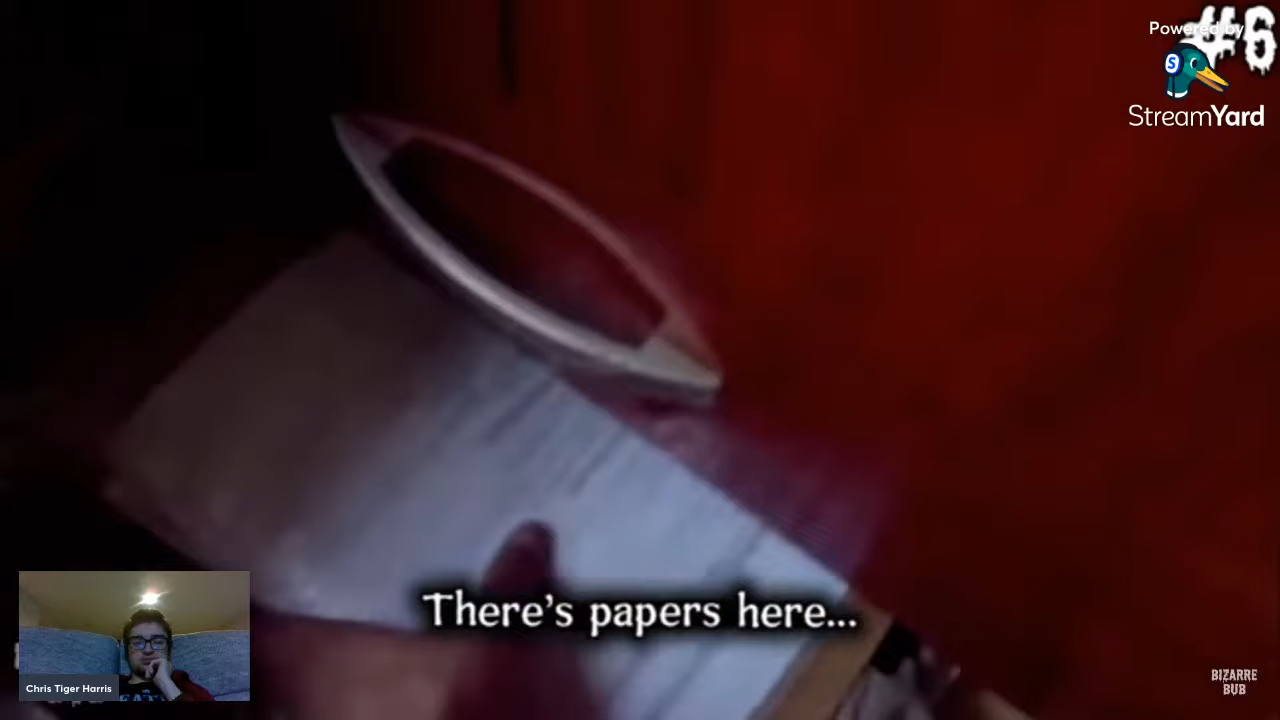 #6
Powered by
StreamYard
There's papers here...
Chris Tiger Harris
BIZARRE
BUB